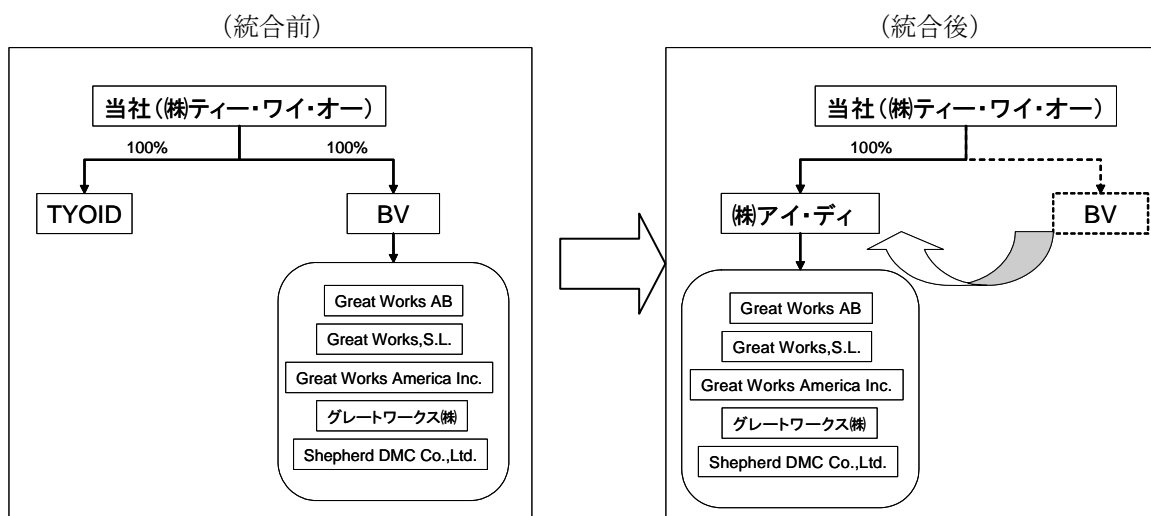 (統合前)
当社(㈱ティー・ワイ・オー)
100%
100%
TYOID
BV
Great Works AB
Great Works,S.L.
Great Works America Inc.
グレートワークス㈱
Shepherd DMC Co.,Ltd.
(統合後)
当社(㈱ティー・ワイ・オー)
100%
㈱アイ・ディ
BV
Great Works AB
Great Works,S.L.
Great Works America Inc.
グレートワークス㈱
Shepherd DMC Co.,Ltd.